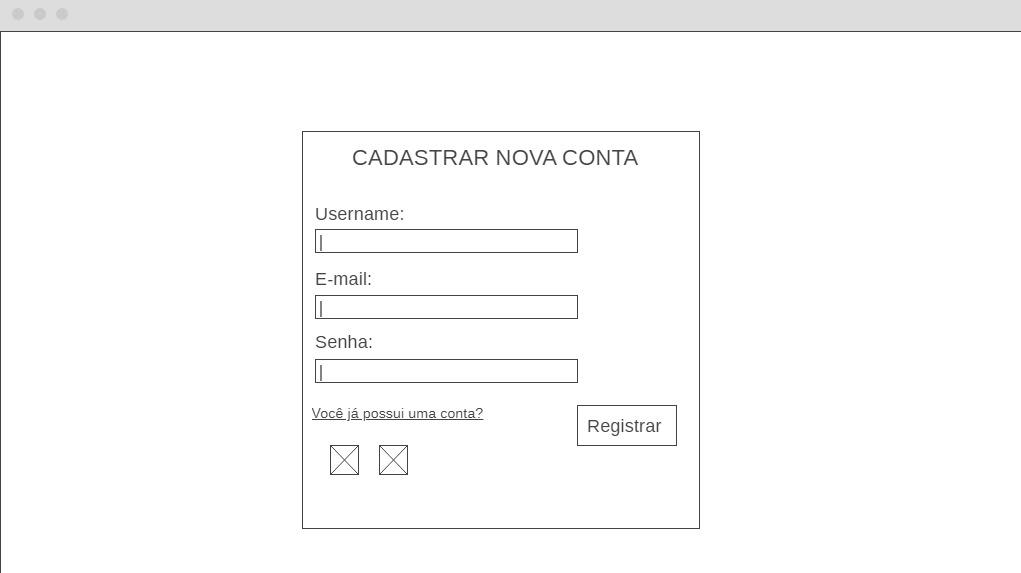 CADASTRAR NOVA CONTA
Username:
E-mail:
Senha:
Você já possui uma conta?
Registrar